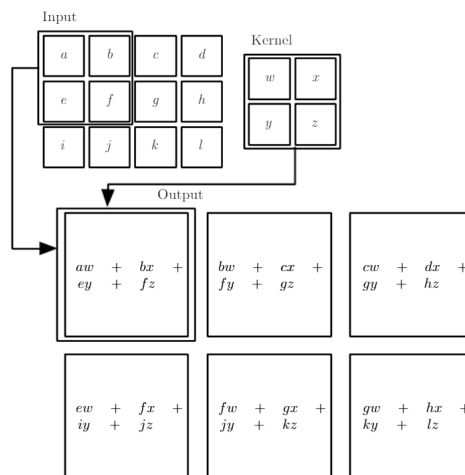 Input
a b c d
Kernel
w x
e f g h
y z
i j k l
Output
aw + bx +
ey + fz
bw + cx +
fy + gz
cw + dx +
gy + hz
ew + fx +
iy + jz
fw + gx +
jy + kz
gw + hx +
ky + lz